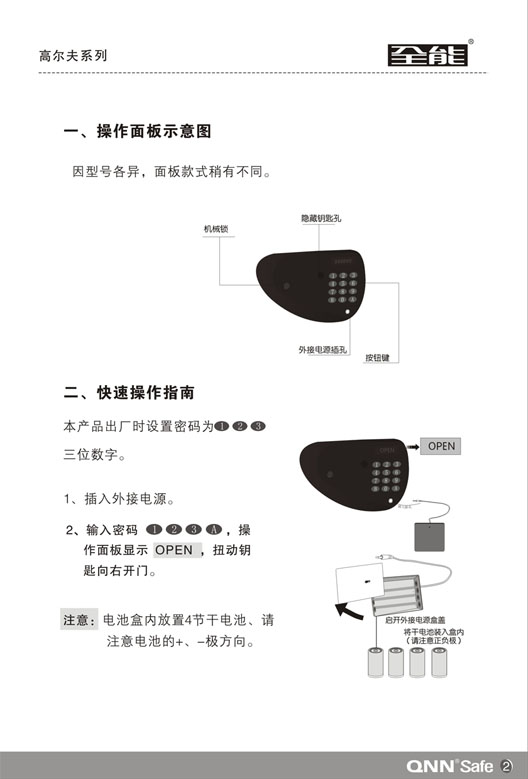 高尔夫系列
全能®
一、操作面板示意图
因型号各异，面板款式稍有不同。
隐藏钥匙孔
机械锁
外接电源插孔
按钮键
二、快速操作指南
本产品出厂时设置密码为1 2 3
三位数字。
OPEN
OPEN
1、插入外接电源。
2、输入密码 1 2 3 A，操
作面板显示 OPEN ，扭动钥
匙向右开门。
启开外接电源盒盖
将干电池装入盒内
（请注意正负极）
注意：电池盒内放置4节干电池、请
注意电池的+、-极方向。
QNN® Safe 2